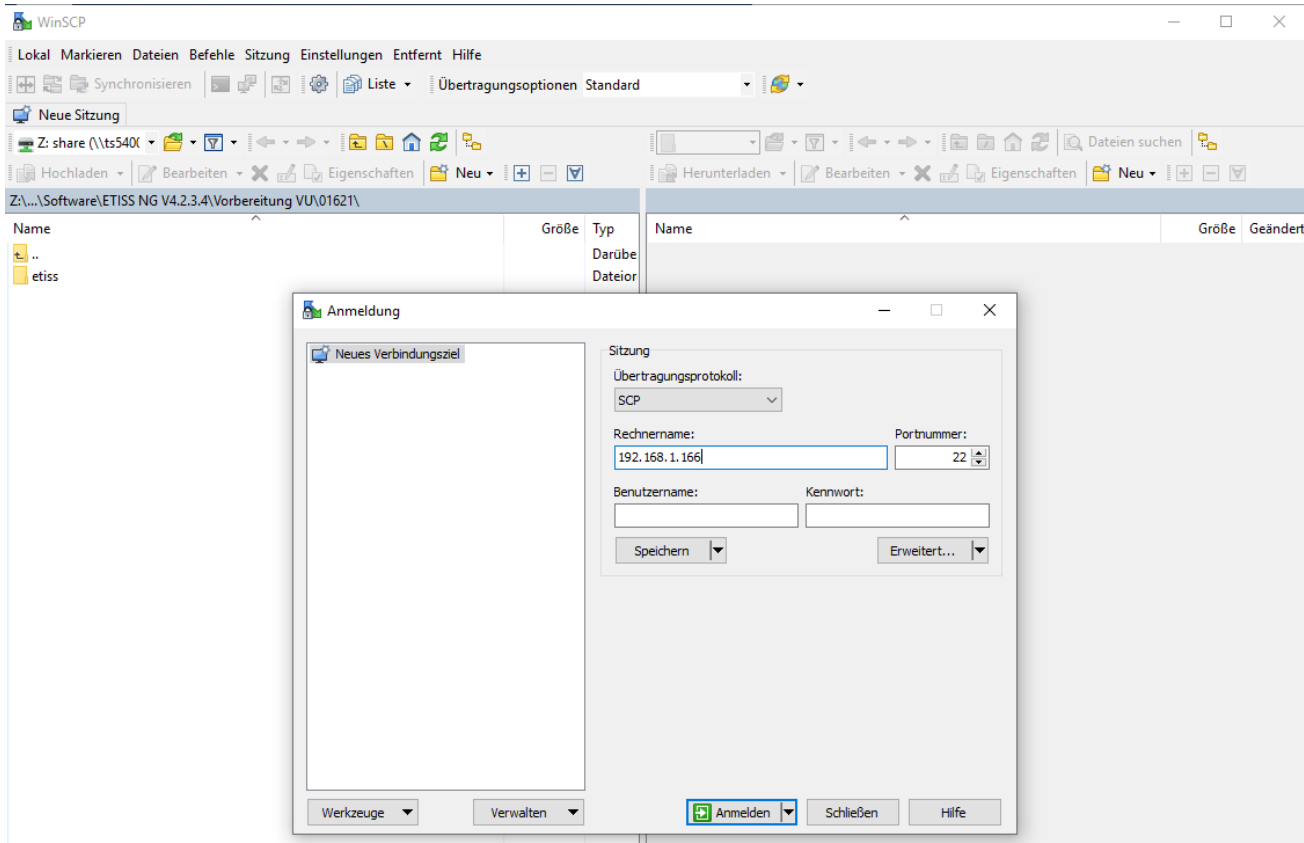 WinSCP
Lokal Markieren Dateien Befehle Sitzung Einstellungen Entfernt Hilfe
Synchronisieren Liste Übertragungsoptionen Standard
Neue Sitzung
Z: share (\\ts540( Dateien suchen
Hochladen Bearbeiten Eigenschaften Neu Herunterladen Bearbeiten Eigenschaften Neu
Z:\...\Software\ETISS NG V4.2.3.4\Vorbereitung VU\01621\
Name Größe Typ Name Größe Geändert
.. Darübe
etiss Dateior
Anmeldung
Neues Verbindungsziel
Sitzung
Übertragungsprotokoll:
SCP
Rechnername: Portnummer:
192.168.1.166 22
Benutzername: Kennwort:
Speichern Erweitert...
Werkzeuge Verwalten Anmelden Schließen Hilfe